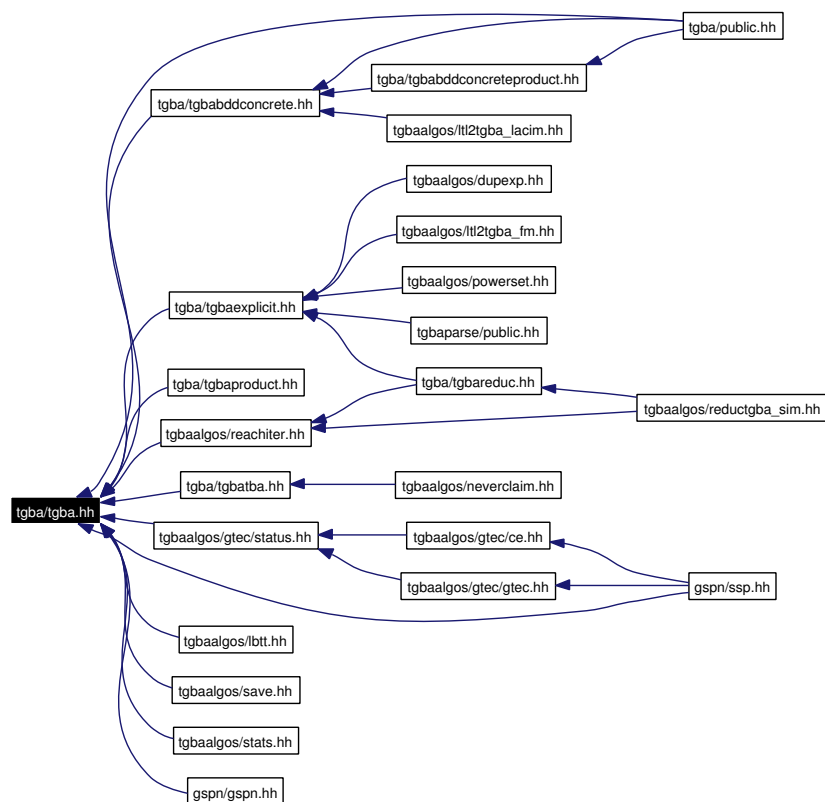 tgba/public.hh
tgba/tgbabddconcreteproduct.hh
tgba/tgbabddconcrete.hh
tgbaalgos/ltl2tgba_lacim.hh
tgbaalgos/dupexp.hh
tgbaalgos/ltl2tgba_fm.hh
tgbaalgos/powerset.hh
tgba/tgbaexplicit.hh
tgbaparse/public.hh
tgba/tgbaproduct.hh
tgba/tgbareduc.hh
tgbaalgos/reductgba_sim.hh
tgbaalgos/reachiter.hh
tgba/tgbatba.hh
tgbaalgos/neverclaim.hh
tgba/tgba.hh
tgbaalgos/gtec/status.hh
tgbaalgos/gtec/ce.hh
tgbaalgos/gtec/gtec.hh
gspn/ssp.hh
tgbaalgos/lbtt.hh
tgbaalgos/save.hh
tgbaalgos/stats.hh
gspn/gspn.hh